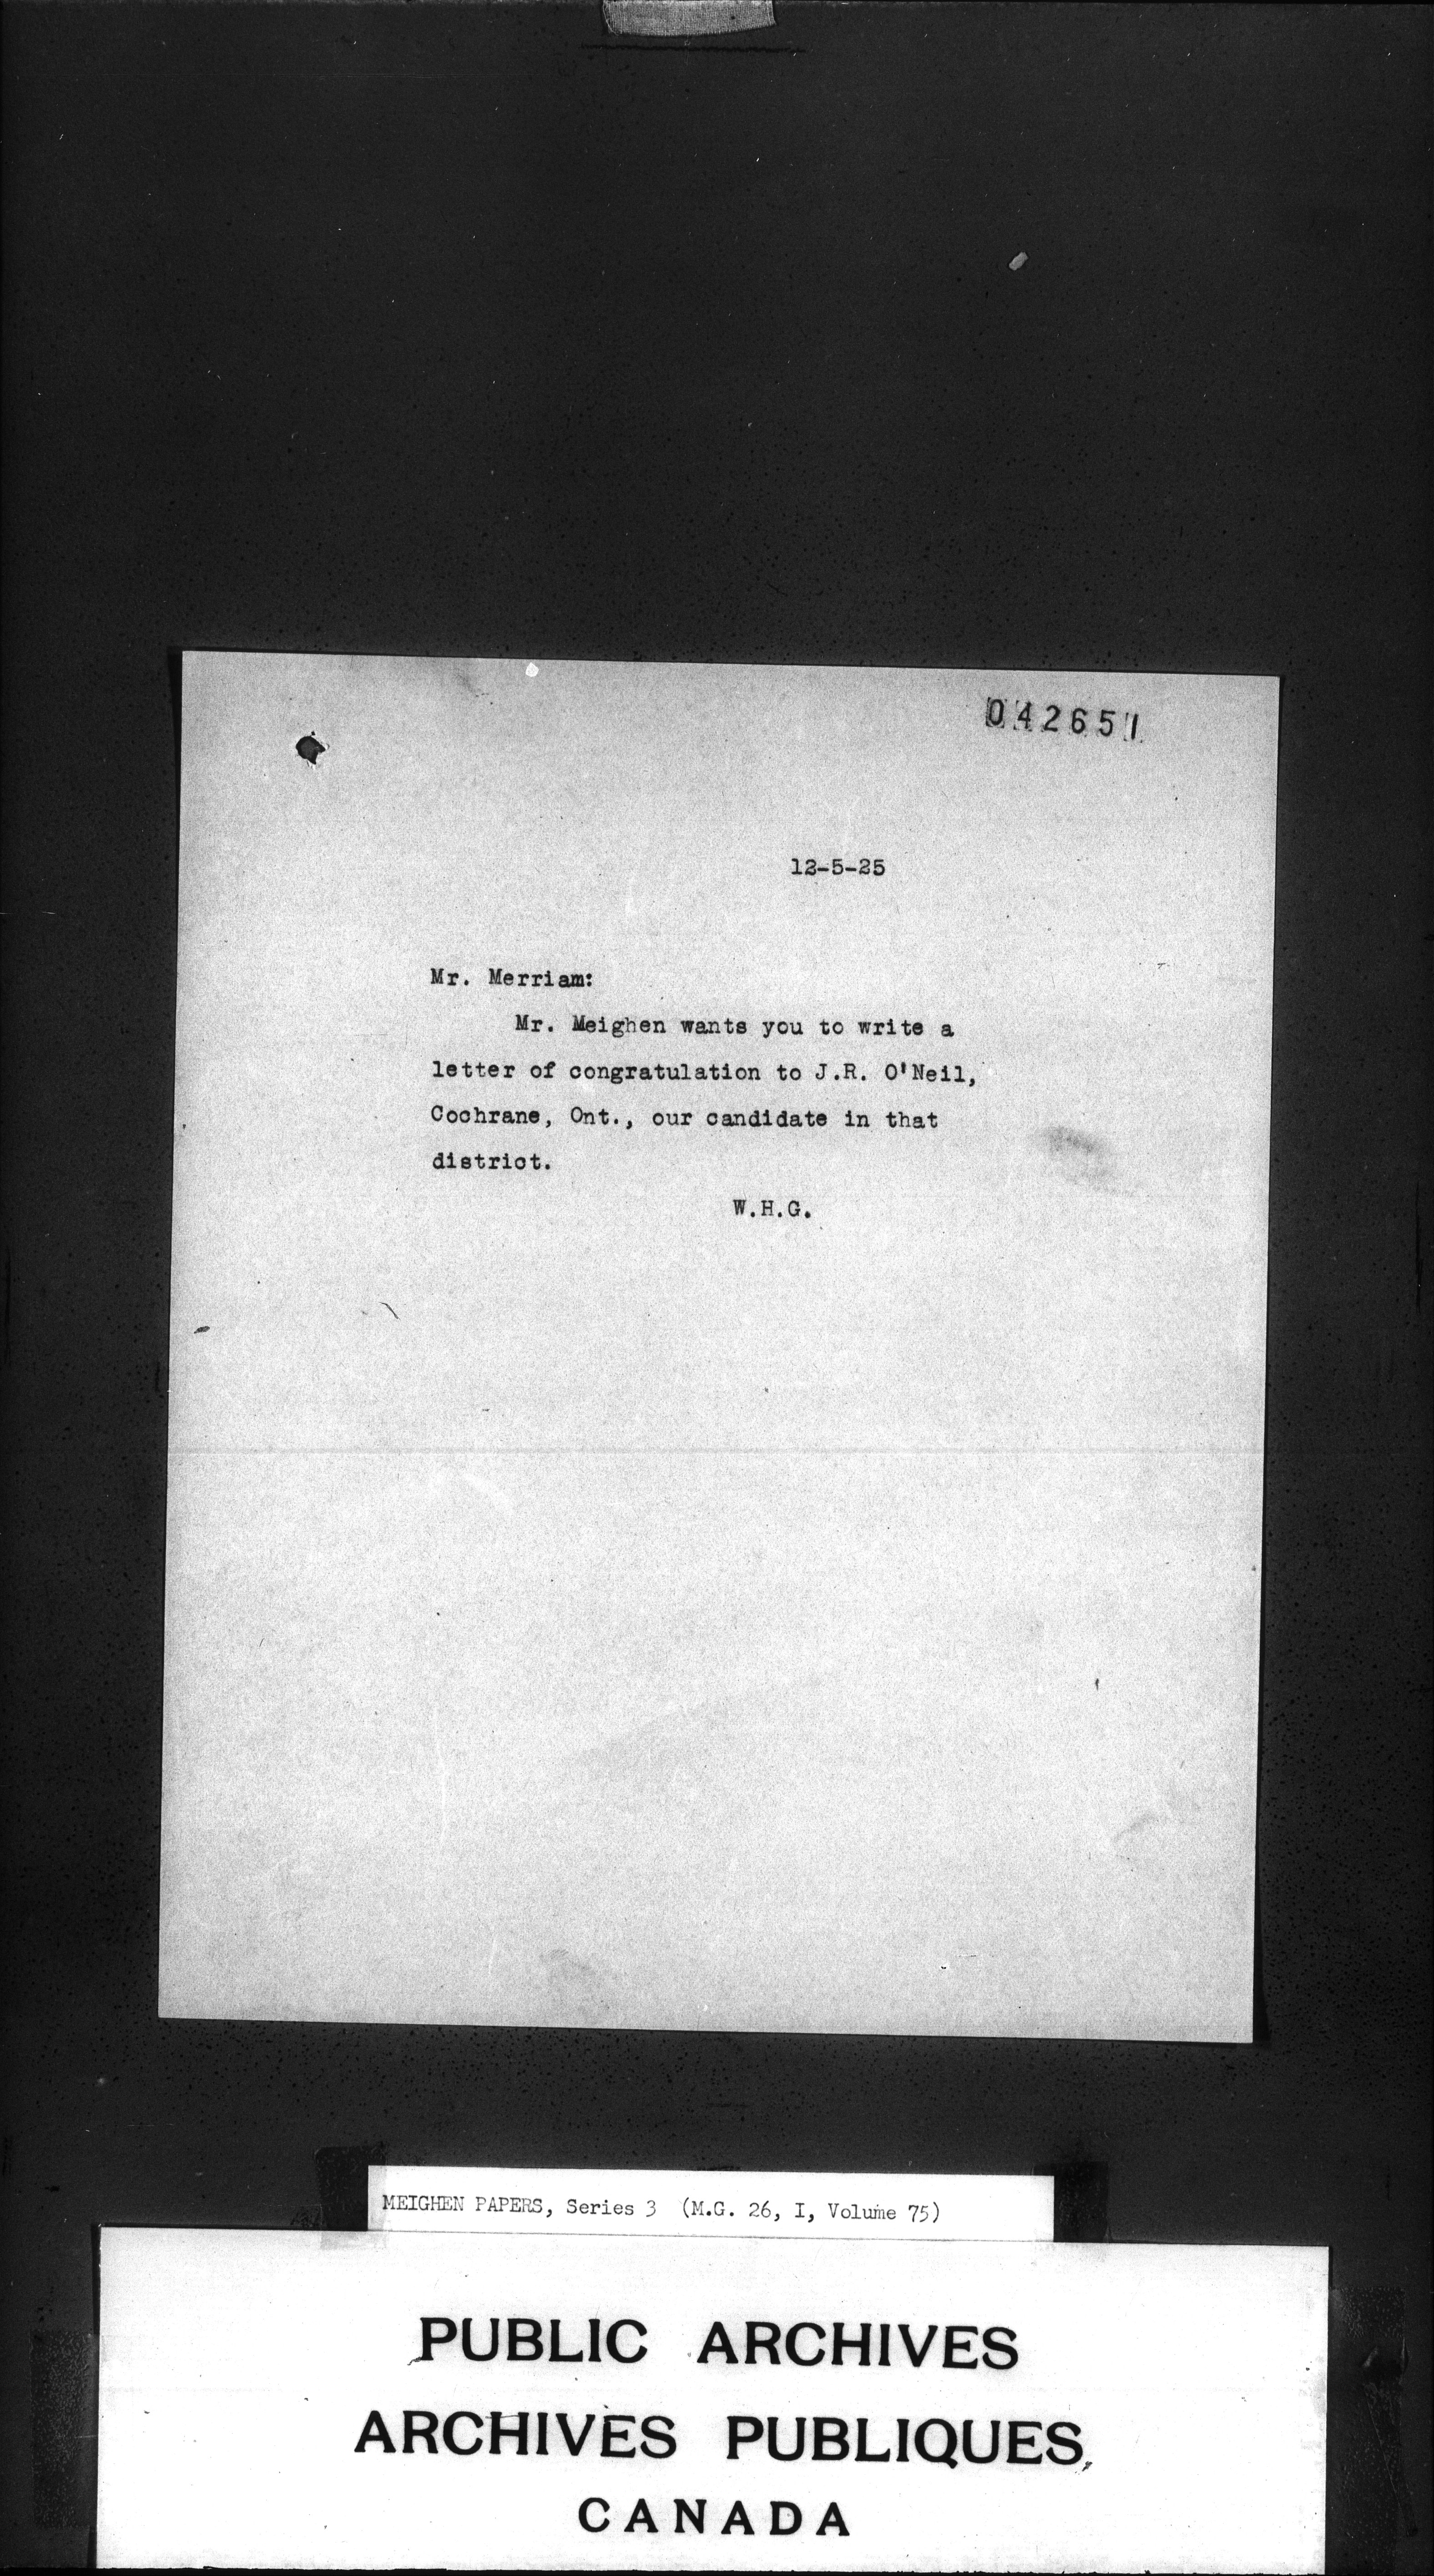 042651
12-5-25
Mr. Merriam:
Mr. Meighen wants you to write a
letter of congratulation to J.R. O'Neil,
Cochrane, Ont., our candidate in that
district.
W.H.G.
MEIGHEN PAPERS, Series 3 (M.G. 26, I, Volume 75)
PUBLIC ARCHIVES
ARCHIVES PUBLIQUES
CANADA